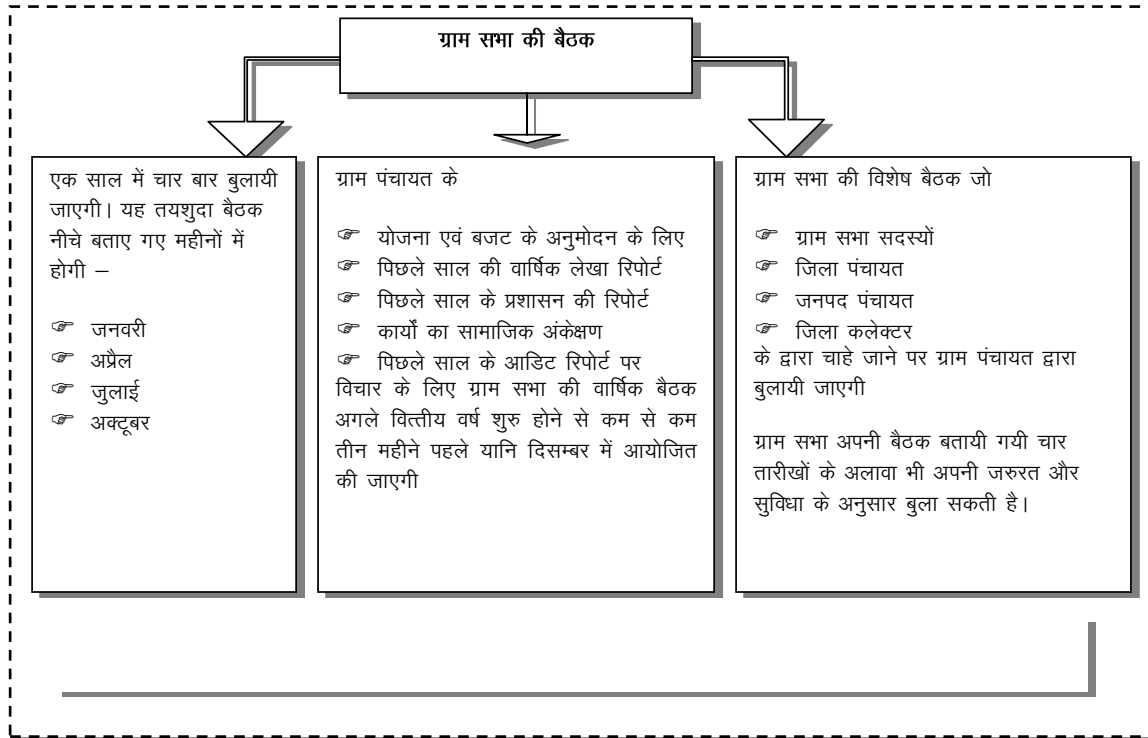 ग्राम सभा की बैठक
एक साल में चार बार बुलायी
जाएगी। यह तयशुदा बैठक
नीचे बताए गए महीनों में
होगी –
☞ जनवरी
☞ अप्रैल
☞ जुलाई
☞ अक्टूबर
ग्राम पंचायत के
☞ योजना एवं बजट के अनुमोदन के लिए
☞ पिछले साल की वार्षिक लेखा रिपोर्ट
☞ पिछले साल के प्रशासन की रिपोर्ट
☞ कार्यों का सामाजिक अंकेक्षण
☞ पिछले साल के आडिट रिपोर्ट पर
विचार के लिए ग्राम सभा की वार्षिक बैठक
अगले वित्तीय वर्ष शुरु होने से कम से कम
तीन महीने पहले यानि दिसम्बर में आयोजित
की जाएगी
ग्राम सभा की विशेष बैठक जो
☞ ग्राम सभा सदस्यों
☞ जिला पंचायत
☞ जनपद पंचायत
☞ जिला कलेक्टर
के द्वारा चाहे जाने पर ग्राम पंचायत द्वारा
बुलायी जाएगी
ग्राम सभा अपनी बैठक बतायी गयी चार
तारीखों के अलावा भी अपनी जरुरत और
सुविधा के अनुसार बुला सकती है।